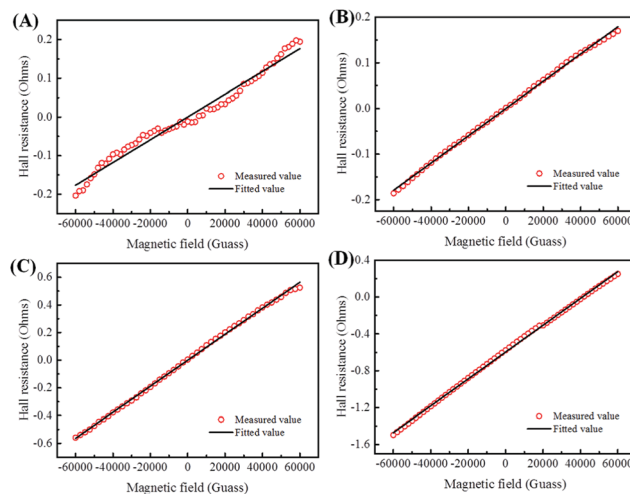 (A)
Hall resistance (Ohms)
0.2
0.1
0.0
-0.1
-0.2
Measured value
Fitted value
-60000 -40000 -20000 0 20000 40000 60000
Magnetic field (Guass)
(B)
Hall resistance (Ohms)
0.2
0.1
0.0
-0.1
-0.2
Measured value
Fitted value
-60000 -40000 -20000 0 20000 40000 60000
Magnetic field (Guass)
(C)
Hall resistance (Ohms)
0.6
0.4
0.2
0.0
-0.2
-0.4
-0.6
Measured value
Fitted value
-60000 -40000 -20000 0 20000 40000 60000
Magnetic field (Guass)
(D)
Hall resistance (Ohms)
0.4
0.0
-0.4
-0.8
-1.2
-1.6
Measured value
Fitted value
-60000 -40000 -20000 0 20000 40000 60000
Magnetic field (Guass)